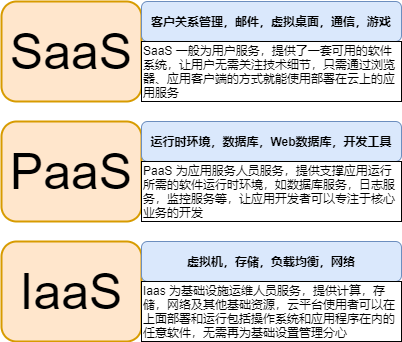 SaaS
客户关系管理，邮件，虚拟桌面，通信，游戏
SaaS 一般为用户服务，提供了一套可用的软件
系统，让用户无需关注技术细节，只需通过浏览
器、应用客户端的方式就能使用部署在云上的应
用服务
PaaS
运行时环境，数据库，Web数据库，开发工具
PaaS 为应用服务人员服务，提供支撑应用运行
所需的软件运行时环境，如数据库服务，日志服
务，监控服务等，让应用开发者可以专注于核心
业务的开发
IaaS
虚拟机，存储，负载均衡，网络
Iaas 为基础设施运维人员服务，提供计算，存
储，网络及其他基础资源，云平台使用者可以在
上面部署和运行包括操作系统和应用程序在内的
任意软件，无需再为基础设置管理分心